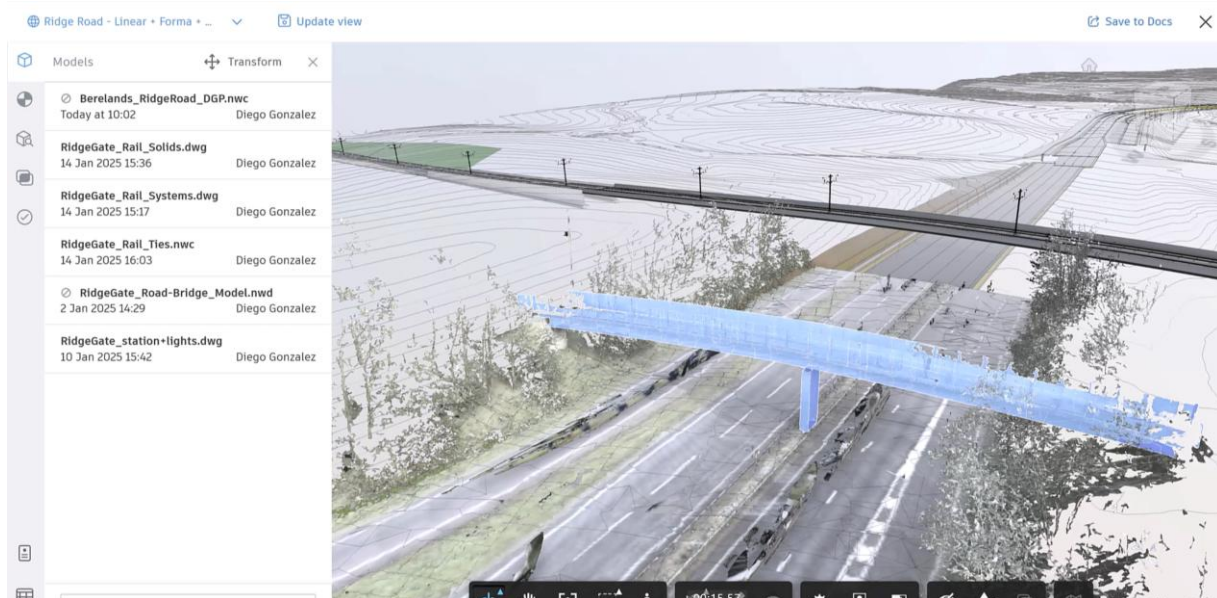 Ridge Road - Linear + Forma + ...
Update view
Save to Docs
Models
Transform
Berelands_RidgeRoad_DGP.nwc
Today at 10:02 Diego Gonzalez
RidgeGate_Rail_Solids.dwg
14 Jan 2025 15:36 Diego Gonzalez
RidgeGate_Rail_Systems.dwg
14 Jan 2025 15:17 Diego Gonzalez
RidgeGate_Rail_Ties.nwc
14 Jan 2025 16:03 Diego Gonzalez
RidgeGate_Road-Bridge_Model.nwd
2 Jan 2025 14:29 Diego Gonzalez
RidgeGate_station+lights.dwg
10 Jan 2025 15:42 Diego Gonzalez